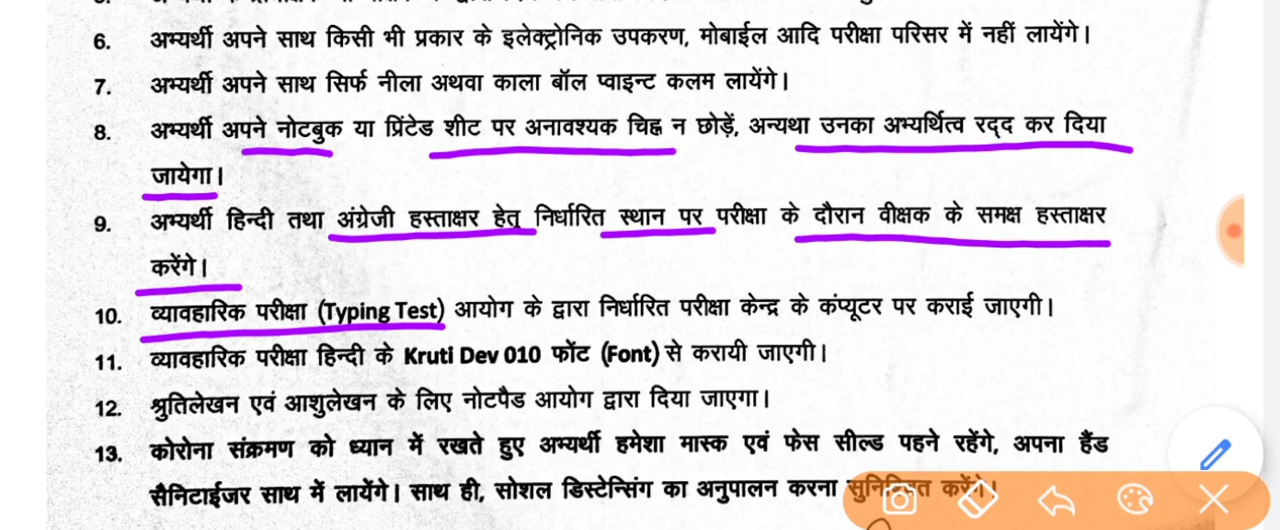 6. अभ्यर्थी अपने साथ किसी भी प्रकार के इलेक्ट्रोनिक उपकरण, मोबाईल आदि परीक्षा परिसर में नहीं लायेंगे।
7. अभ्यर्थी अपने साथ सिर्फ नीला अथवा काला बॉल प्वाइन्ट कलम लायेंगे।
8. अभ्यर्थी अपने नोटबुक या प्रिंटेड शीट पर अनावश्यक चिह्न न छोड़ें, अन्यथा उनका अभ्यर्थित्व रद्द कर दिया
जायेगा।
9. अभ्यर्थी हिन्दी तथा अंग्रेजी हस्ताक्षर हेतु निर्धारित स्थान पर परीक्षा के दौरान वीक्षक के समक्ष हस्ताक्षर
करेंगे।
10. व्यावहारिक परीक्षा (Typing Test) आयोग के द्वारा निर्धारित परीक्षा केन्द्र के कंप्यूटर पर कराई जाएगी।
11. व्यावहारिक परीक्षा हिन्दी के Kruti Dev 010 फोंट (Font) से करायी जाएगी।
12. श्रुतिलेखन एवं आशुलेखन के लिए नोटपैड आयोग द्वारा दिया जाएगा।
13. कोरोना संक्रमण को ध्यान में रखते हुए अभ्यर्थी हमेशा मास्क एवं फेस सील्ड पहने रहेंगे, अपना हैंड
सैनिटाईजर साथ में लायेंगे। साथ ही, सोशल डिस्टेन्सिंग का अनुपालन करना सुनिश्चित करेंगे।